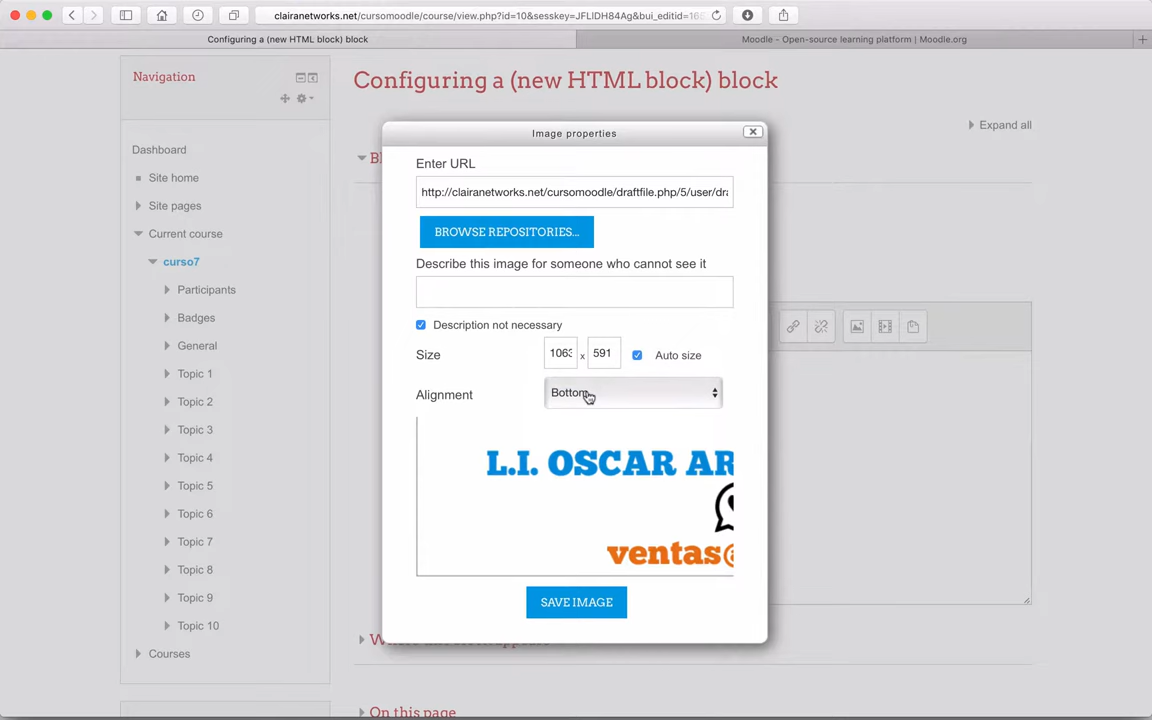 clairanetworks.net/cursomoodle/course/view.php?id=10&sesskey=JFLIDH84Ag&bui_editid=16
Configuring a (new HTML block) block
Moodle - Open-source learning platform | Moodle.org
Navigation
Dashboard
Site home
Site pages
Current course
curso7
Participants
Badges
General
Topic 1
Topic 2
Topic 3
Topic 4
Topic 5
Topic 6
Topic 7
Topic 8
Topic 9
Topic 10
Courses
Configuring a (new HTML block) block
Expand all
Image properties
Enter URL
http://clairanetworks.net/cursomoodle/draftfile.php/5/user/dra
BROWSE REPOSITORIES...
Describe this image for someone who cannot see it
Description not necessary
Size
1063 x 591
Auto size
Alignment
Bottom
L.I. OSCAR AR
ventas@
SAVE IMAGE
On this page